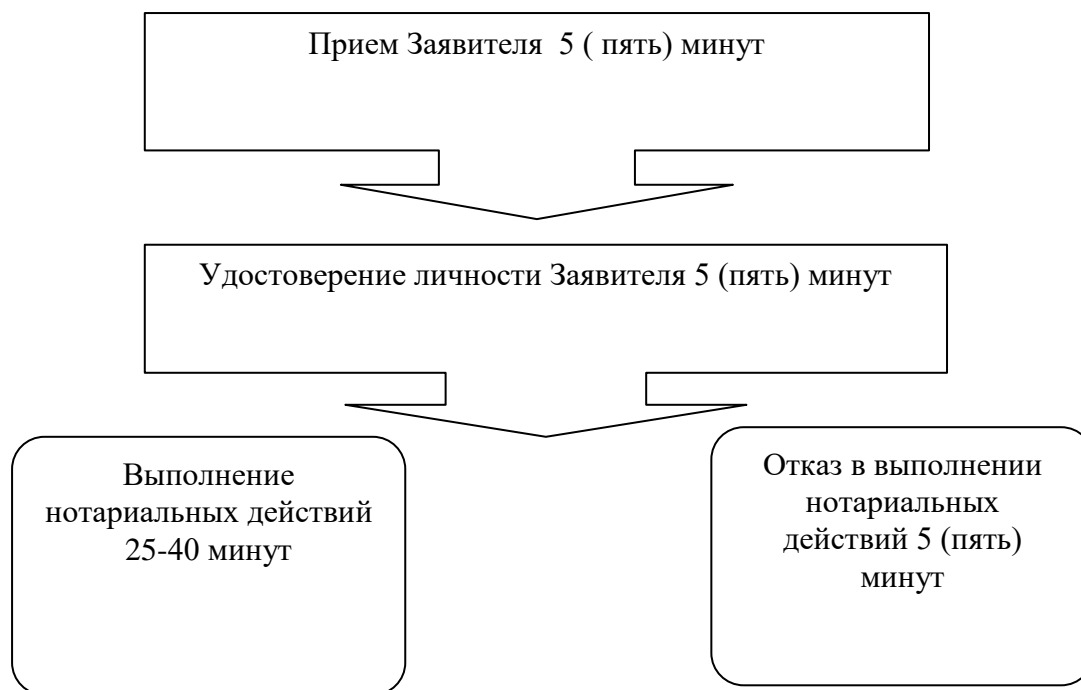 Прием Заявителя  5 ( пять) минут
Удостоверение личности Заявителя 5 (пять) минут
Выполнение
нотариальных действий
25-40 минут
Отказ в выполнении
нотариальных
действий 5 (пять)
минут